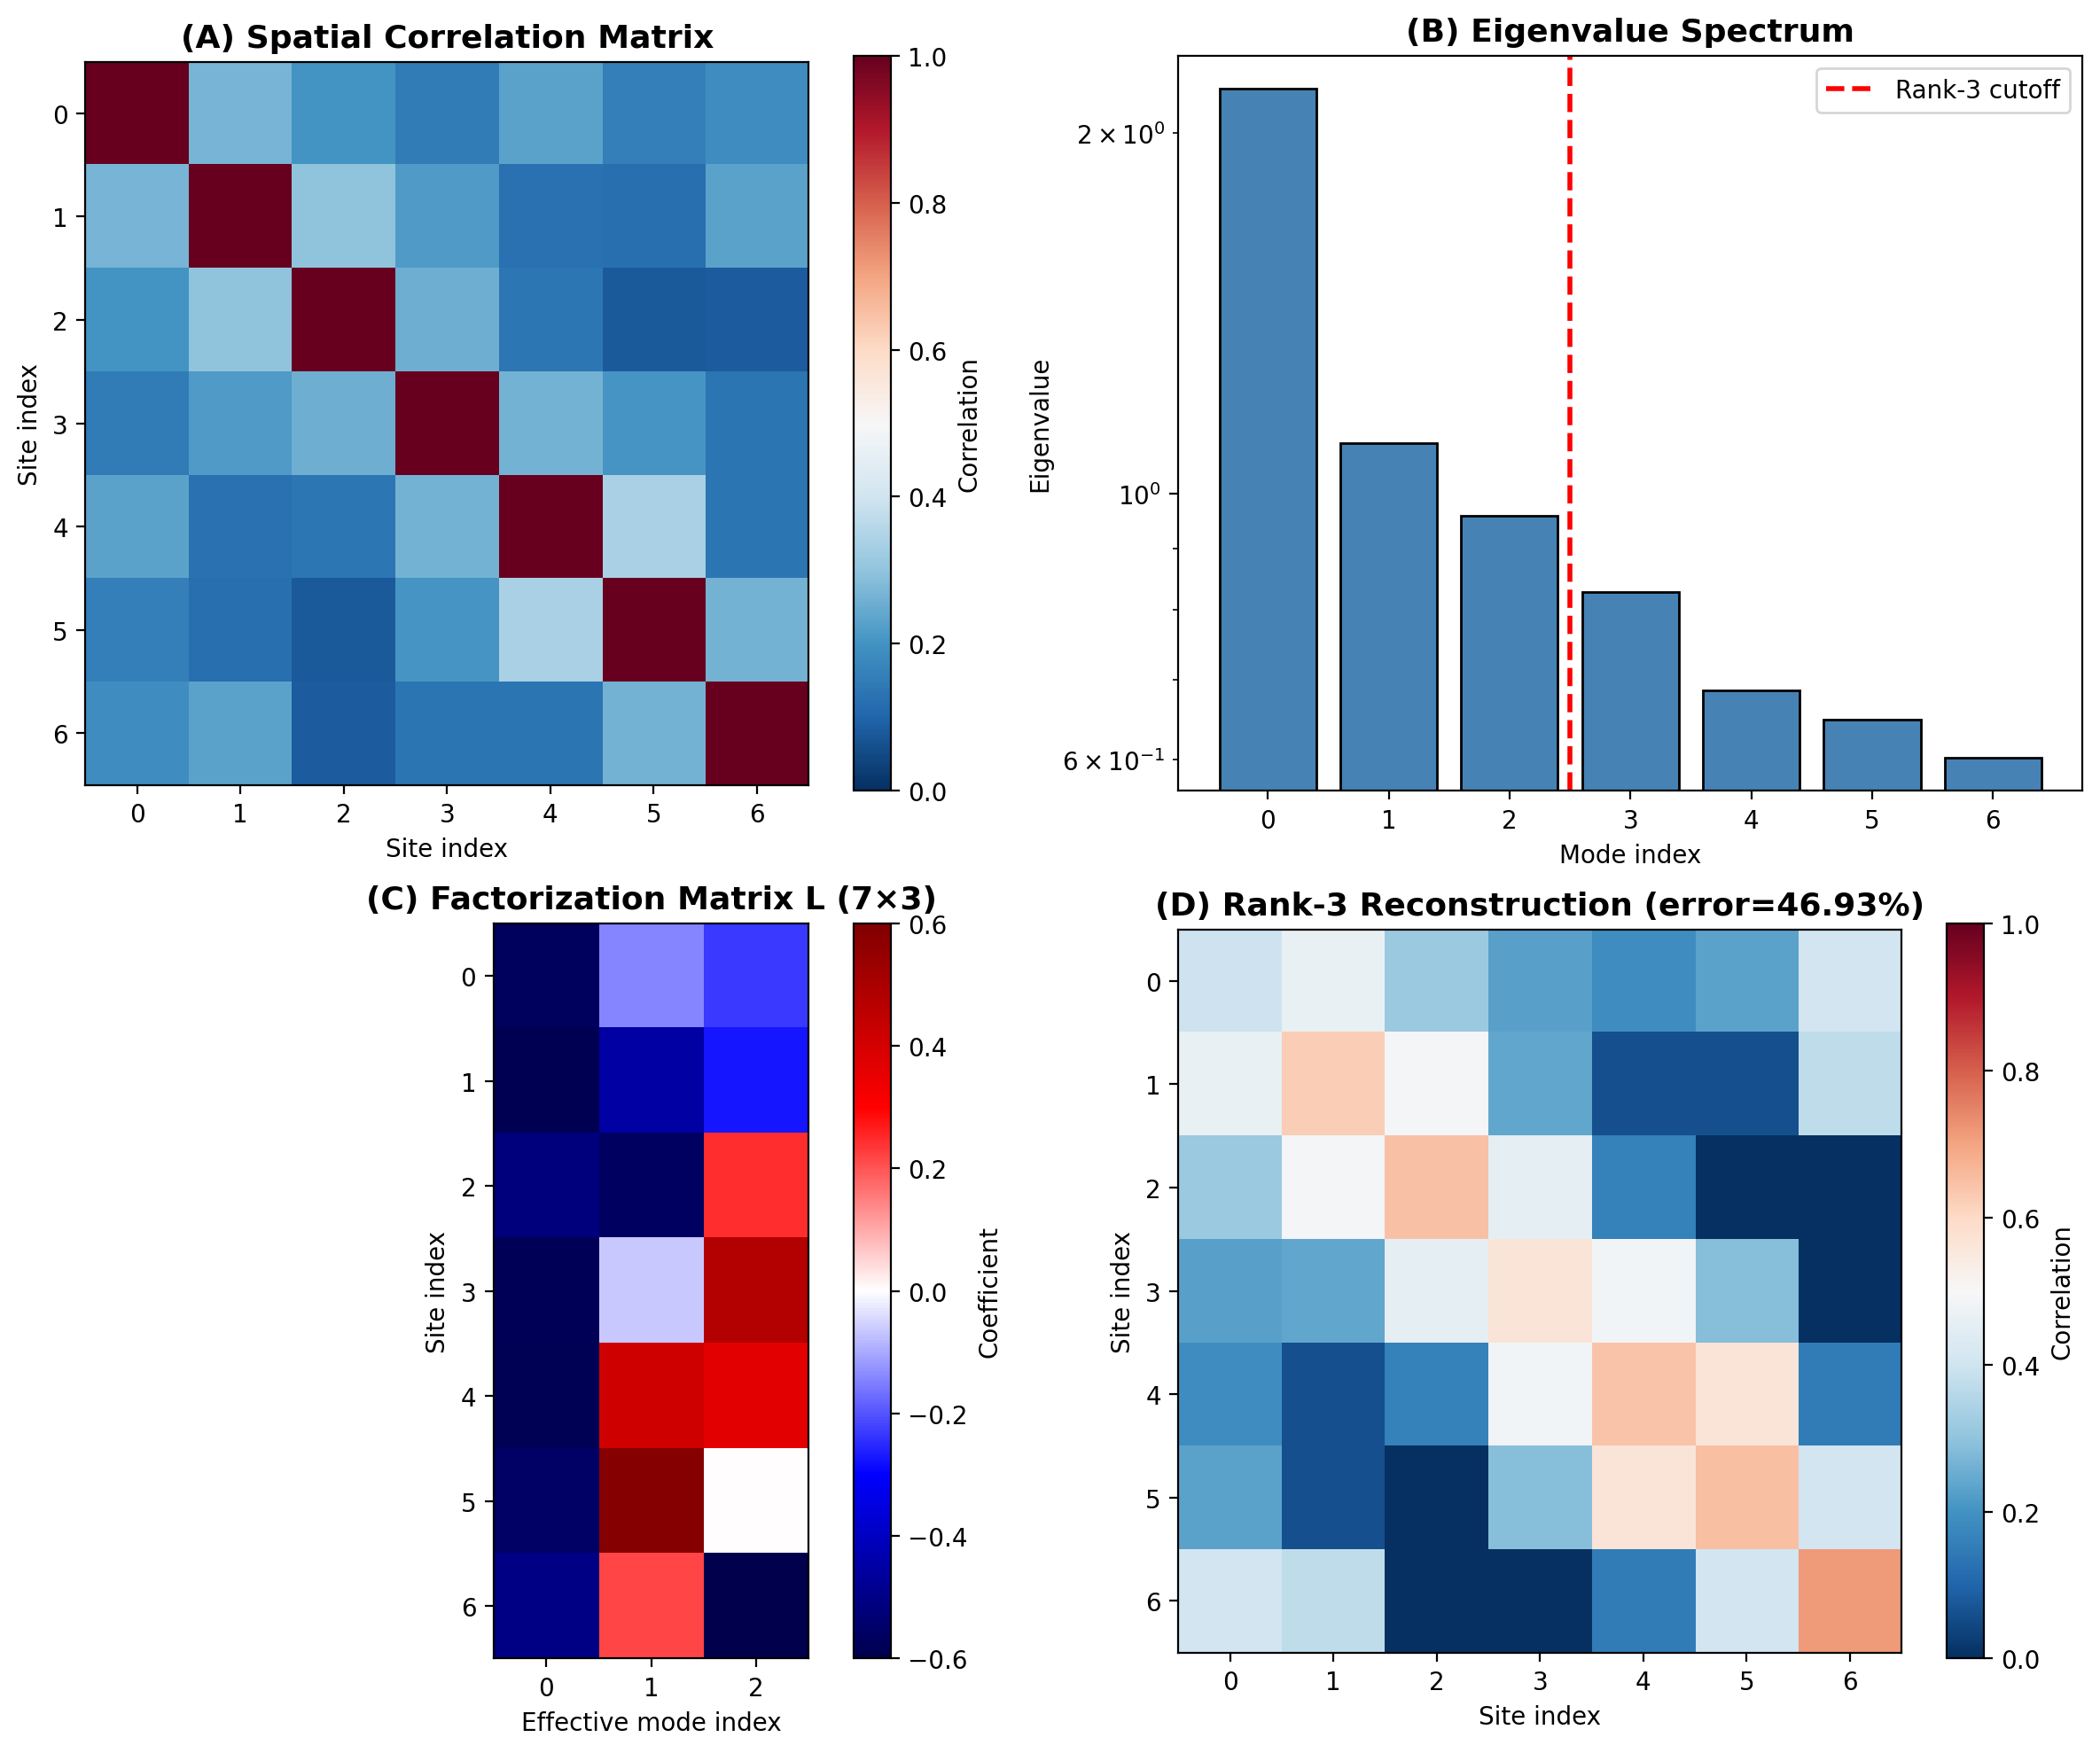 (A) Spatial Correlation Matrix
Site index
0
1
2
3
4
5
6
0 1 2 3 4 5 6
Site index
1.0
0.8
0.6
0.4
0.2
0.0
Correlation
(B) Eigenvalue Spectrum
Rank-3 cutoff
Eigenvalue
2 × 10⁰
10⁰
6 × 10⁻¹
0 1 2 3 4 5 6
Mode index
(C) Factorization Matrix L (7×3)
Site index
0
1
2
3
4
5
6
0 1 2
Effective mode index
0.6
0.4
0.2
0.0
−0.2
−0.4
−0.6
Coefficient
(D) Rank-3 Reconstruction (error=46.93%)
Site index
0
1
2
3
4
5
6
0 1 2 3 4 5 6
Site index
1.0
0.8
0.6
0.4
0.2
0.0
Correlation